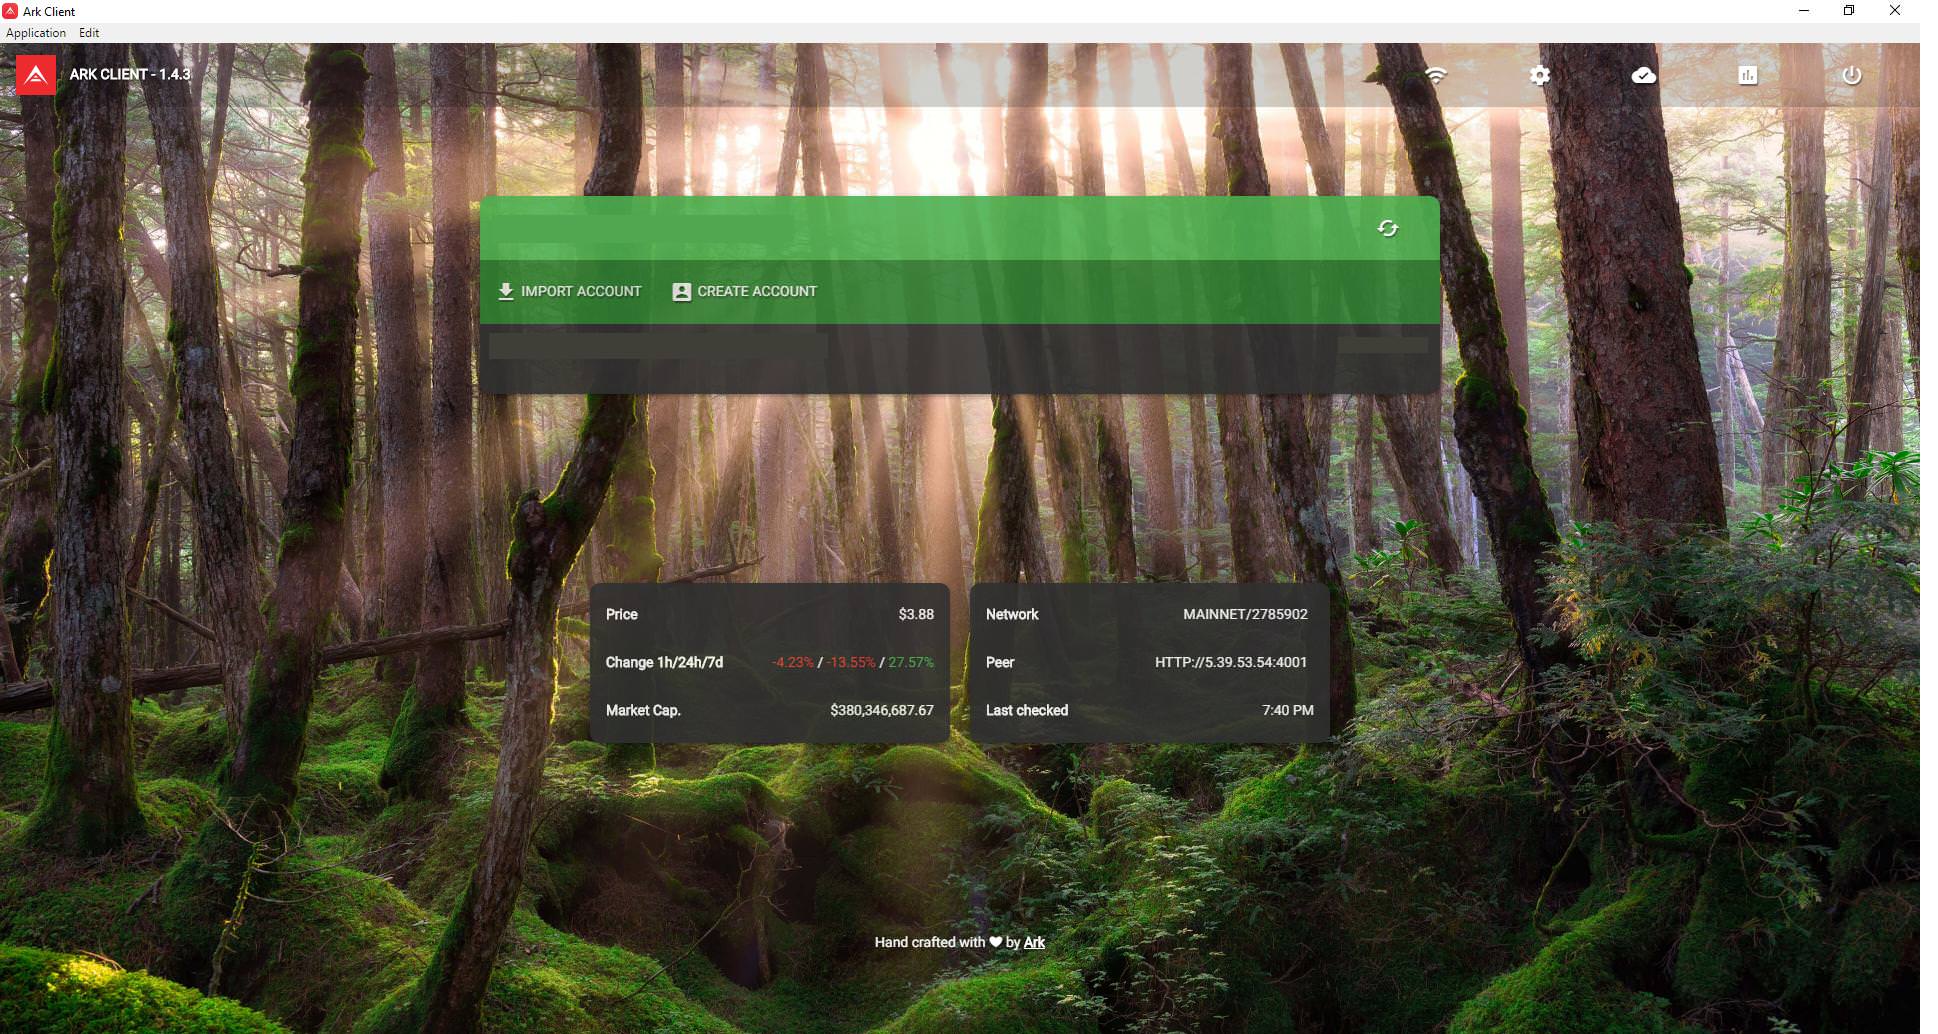 Ark Client
Application Edit
ARK CLIENT - 1.4.3
IMPORT ACCOUNT CREATE ACCOUNT
Price $3.88
Change 1h/24h/7d -4.23% / -13.55% / 27.57%
Market Cap. $380,346,687.67
Network MAINNET/2785902
Peer HTTP://5.39.53.54:4001
Last checked 7:40 PM
Hand crafted with ♥ by Ark